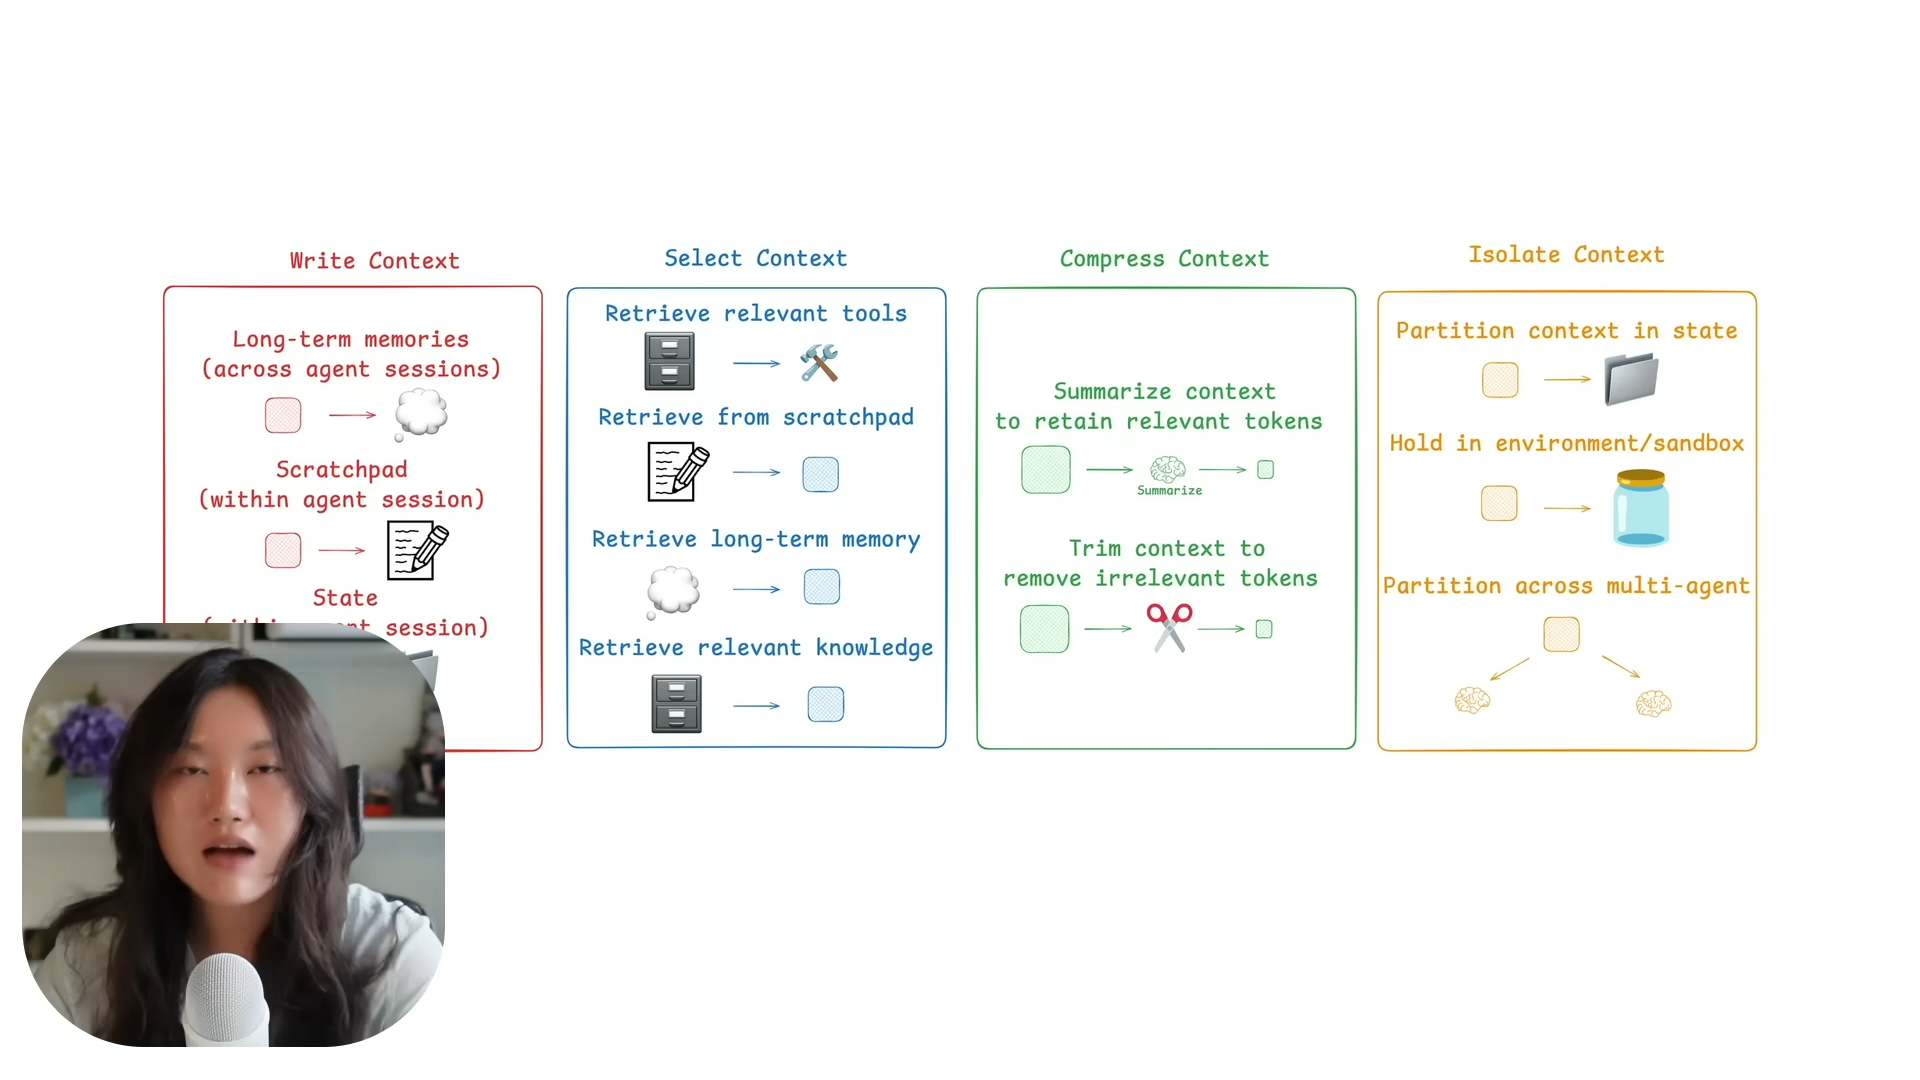 Write Context
Long-term memories
(across agent sessions)
Scratchpad
(within agent session)
State
session)
Select Context
Retrieve relevant tools
Retrieve from scratchpad
Retrieve long-term memory
Retrieve relevant knowledge
Compress Context
Summarize context
to retain relevant tokens
Summarize
Trim context to
remove irrelevant tokens
Isolate Context
Partition context in state
Hold in environment/sandbox
Partition across multi-agent